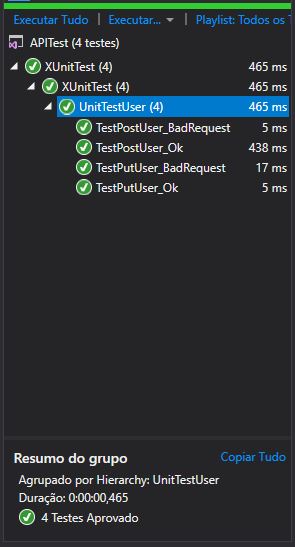 Executar Tudo | Executar... | Playlist: Todos os T
APITest (4 testes)
XUnitTest (4) 465 ms
XUnitTest (4) 465 ms
UnitTestUser (4) 465 ms
TestPostUser_BadRequest 5 ms
TestPostUser_Ok 438 ms
TestPutUser_BadRequest 17 ms
TestPutUser_Ok 5 ms
Resumo do grupo Copiar Tudo
Agrupado por Hierarchy: UnitTestUser
Duração: 0:00:00,465
4 Testes Aprovado